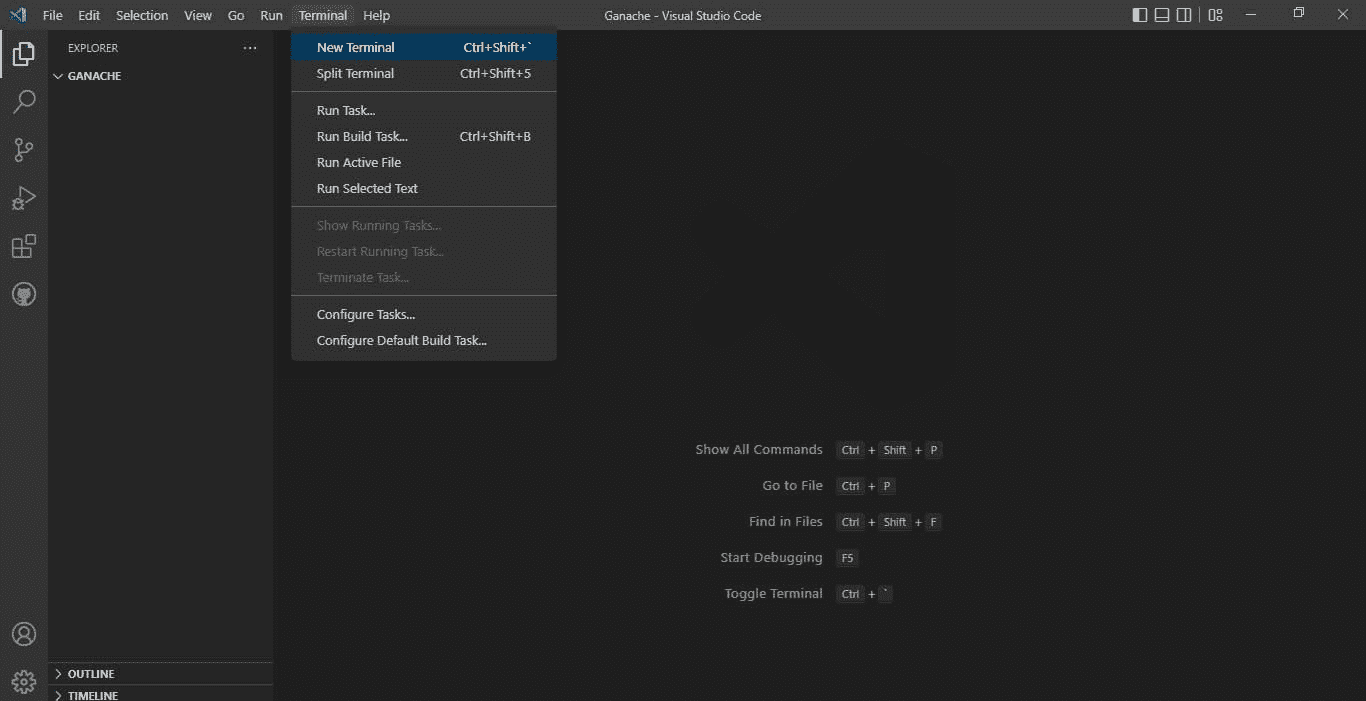 File Edit Selection View Go Run Terminal Help Ganache - Visual Studio Code
EXPLORER ...
GANACHE
New Terminal Ctrl+Shift+`
Split Terminal Ctrl+Shift+5
Run Task...
Run Build Task... Ctrl+Shift+B
Run Active File
Run Selected Text
Show Running Tasks...
Restart Running Task...
Terminate Task...
Configure Tasks...
Configure Default Build Task...
Show All Commands Ctrl + Shift + P
Go to File Ctrl + P
Find in Files Ctrl + Shift + F
Start Debugging F5
Toggle Terminal Ctrl + `
OUTLINE
TIMELINE